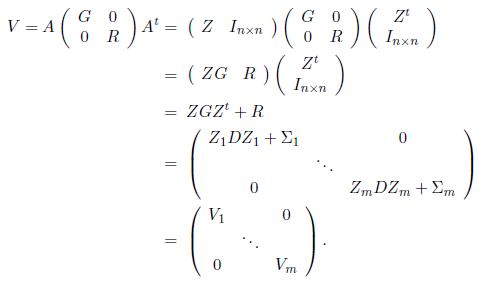 V = A ( G 0 ; 0 R ) A^t = ( Z I_{n×n} ) ( G 0 ; 0 R ) ( Z^t ; I_{n×n} )
= ( ZG R ) ( Z^t ; I_{n×n} )
= ZGZ^t + R
= ( Z_1DZ_1 + Σ_1 0 ; ⋱ ; 0 Z_mDZ_m + Σ_m )
= ( V_1 0 ; ⋱ ; 0 V_m ) .